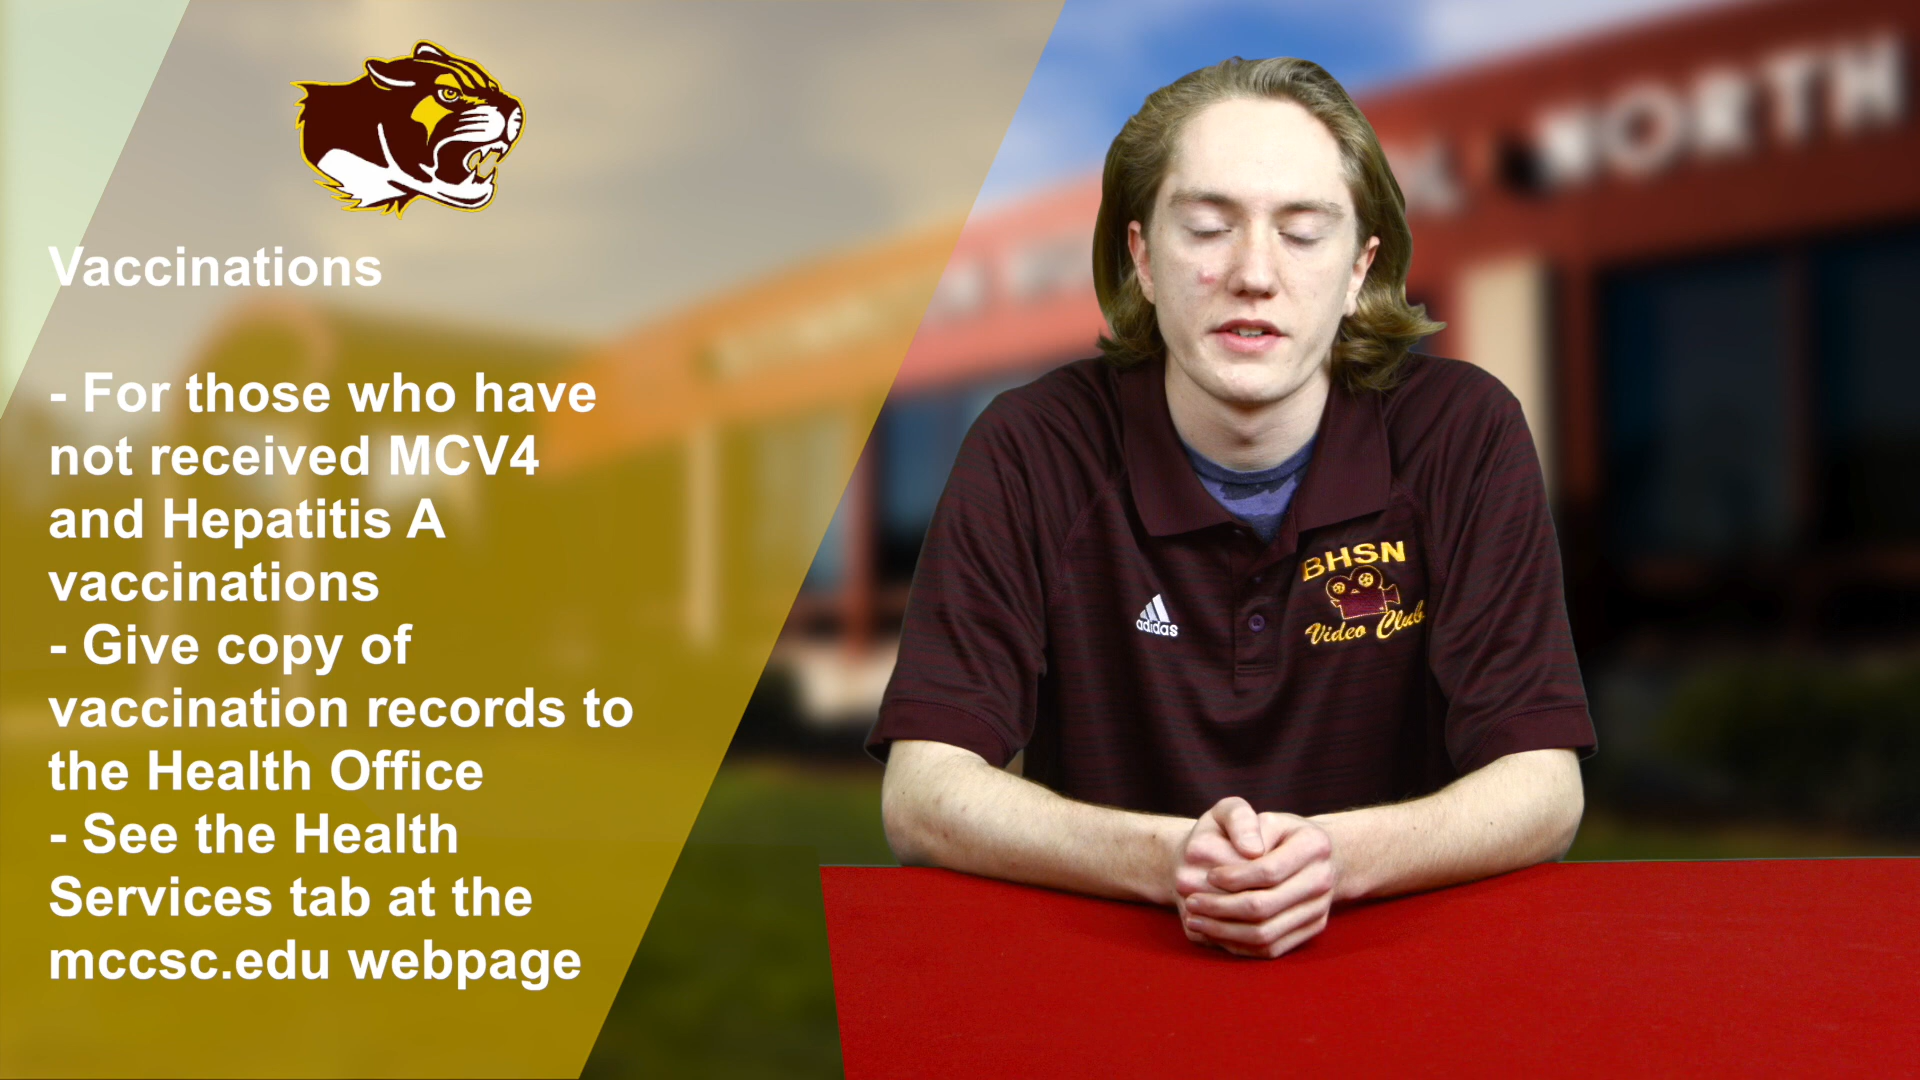 Vaccinations
- For those who have
not received MCV4
and Hepatitis A
vaccinations
- Give copy of
vaccination records to
the Health Office
- See the Health
Services tab at the
mccsc.edu webpage
NORTH
adidas
BHSN
Video Club